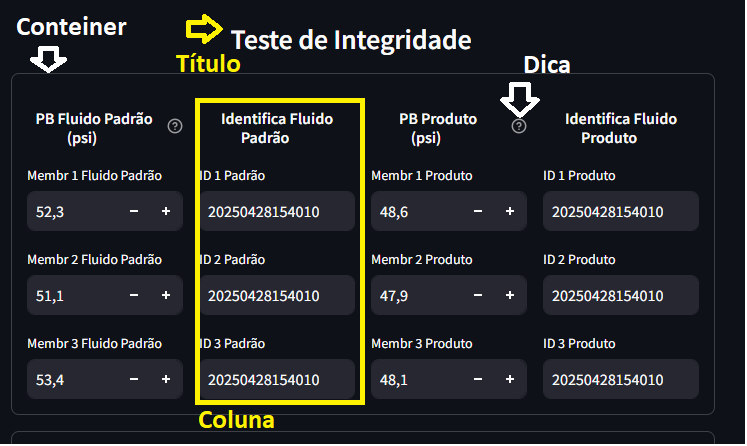 Conteiner
Teste de Integridade
Título
Dica
PB Fluido Padrão
(psi)
Identifica Fluido
Padrão
PB Produto
(psi)
Identifica Fluido
Produto
Membr 1 Fluido Padrão
ID 1 Padrão
Membr 1 Produto
ID 1 Produto
52,3 - +
20250428154010
48,6 - +
20250428154010
Membr 2 Fluido Padrão
ID 2 Padrão
Membr 2 Produto
ID 2 Produto
51,1 - +
20250428154010
47,9 - +
20250428154010
Membr 3 Fluido Padrão
ID 3 Padrão
Membr 3 Produto
ID 3 Produto
53,4 - +
20250428154010
48,1 - +
20250428154010
Coluna